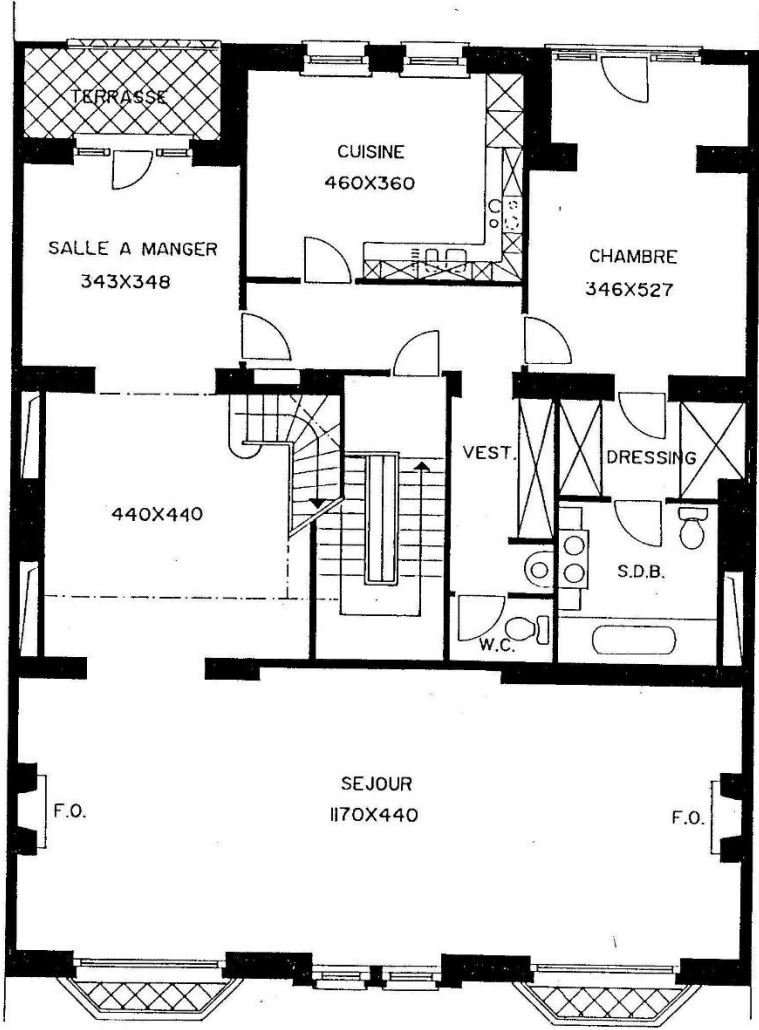 TERRASSE
CUISINE
460X360
SALLE A MANGER
343X348
CHAMBRE
346X527
VEST.
DRESSING
440X440
S.D.B.
W.C.
SEJOUR
1170X440
F.O.
F.O.